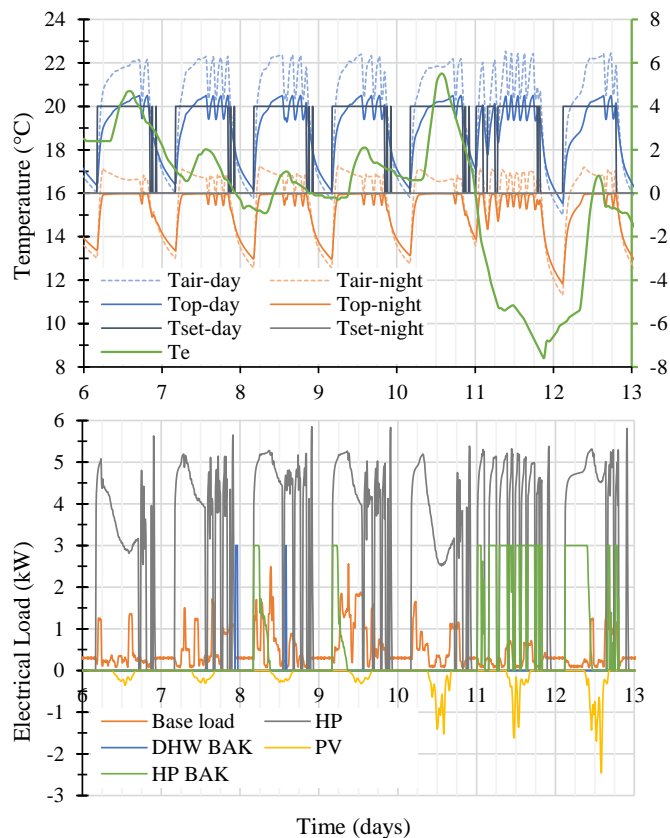 24
22
20
18
16
14
12
10
8
8
6
4
2
0
-2
-4
-6
-8
Temperature (°C)
Tair-day
Tair-night
Top-day
Top-night
Tset-day
Tset-night
Te
6 7 8 9 10 11 12 13
6
5
4
3
2
1
0
-1
-2
-3
Electrical Load (kW)
6 7 8 9 10 11 12 13
Base load
HP
DHW BAK
PV
HP BAK
Time (days)